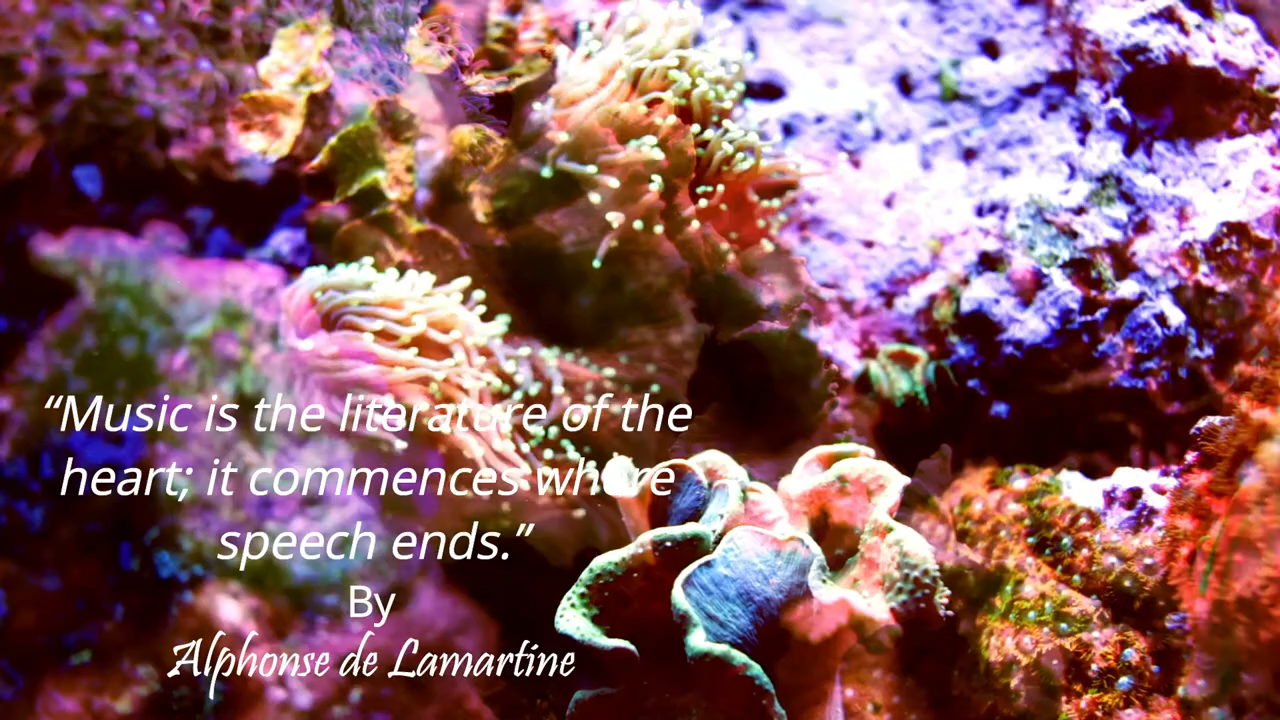 “Music is the literature of the
heart; it commences where
speech ends.”
By
Alphonse de Lamartine